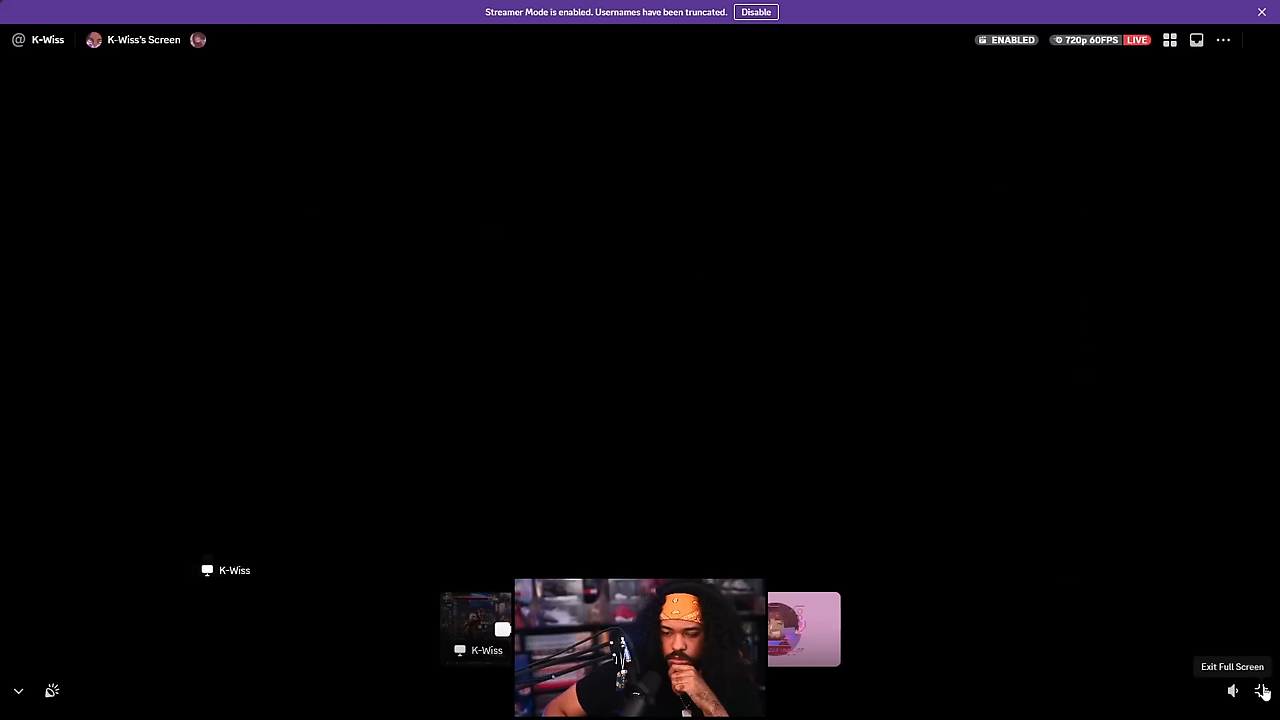 Streamer Mode is enabled. Usernames have been truncated. Disable
K-Wiss K-Wiss's Screen ENABLED 720p 60FPS LIVE
K-Wiss
K-Wiss
Exit Full Screen